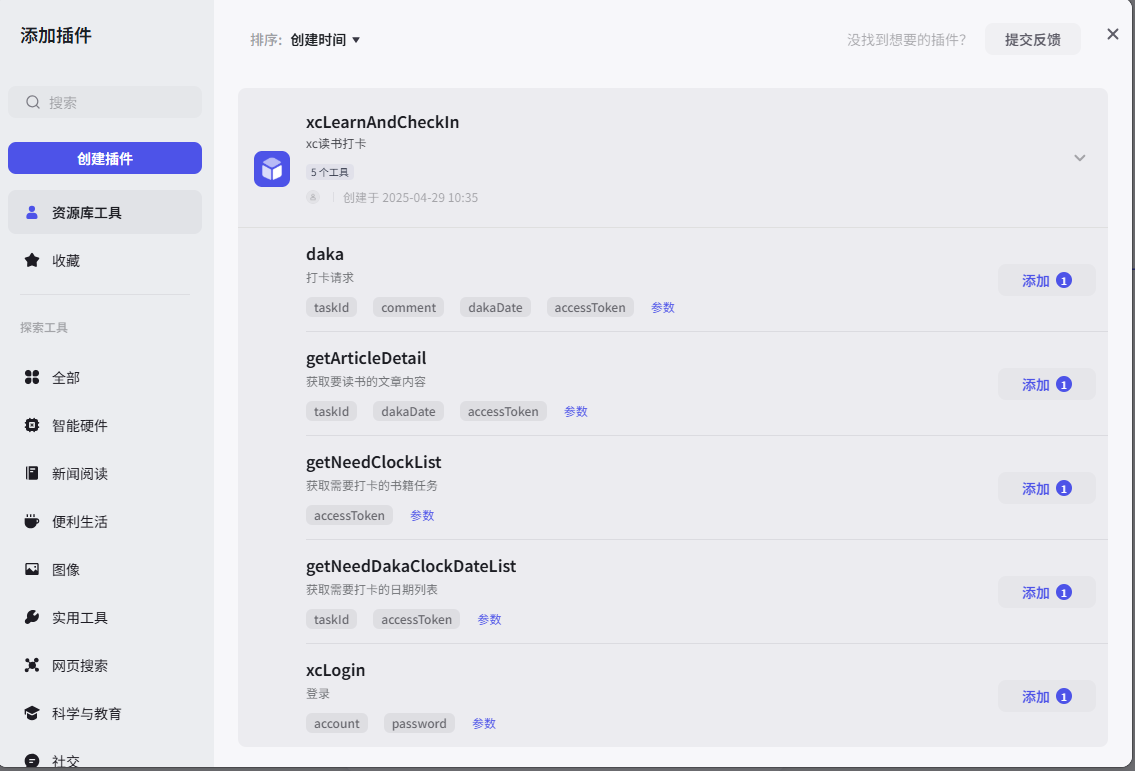 添加插件
搜索
创建插件
资源库工具
收藏
探索工具
全部
智能硬件
新闻阅读
便利生活
图像
实用工具
网页搜索
科学与教育
社交
排序: 创建时间
没找到想要的插件?
提交反馈
xcLearnAndCheckIn
xc读书打卡
5 个工具
创建于 2025-04-29 10:35
daka
打卡请求
taskId comment dakaDate accessToken 参数
添加 1
getArticleDetail
获取要读书的文章内容
taskId dakaDate accessToken 参数
添加 1
getNeedClockList
获取需要打卡的书籍任务
accessToken 参数
添加 1
getNeedDakaClockDateList
获取需要打卡的日期列表
taskId accessToken 参数
添加 1
xcLogin
登录
account password 参数
添加 1